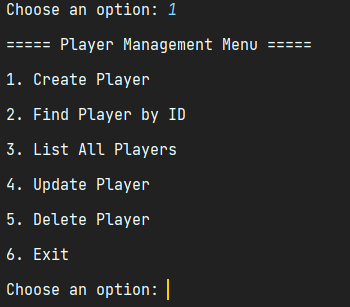 Choose an option: 1
===== Player Management Menu =====
1. Create Player
2. Find Player by ID
3. List All Players
4. Update Player
5. Delete Player
6. Exit
Choose an option: